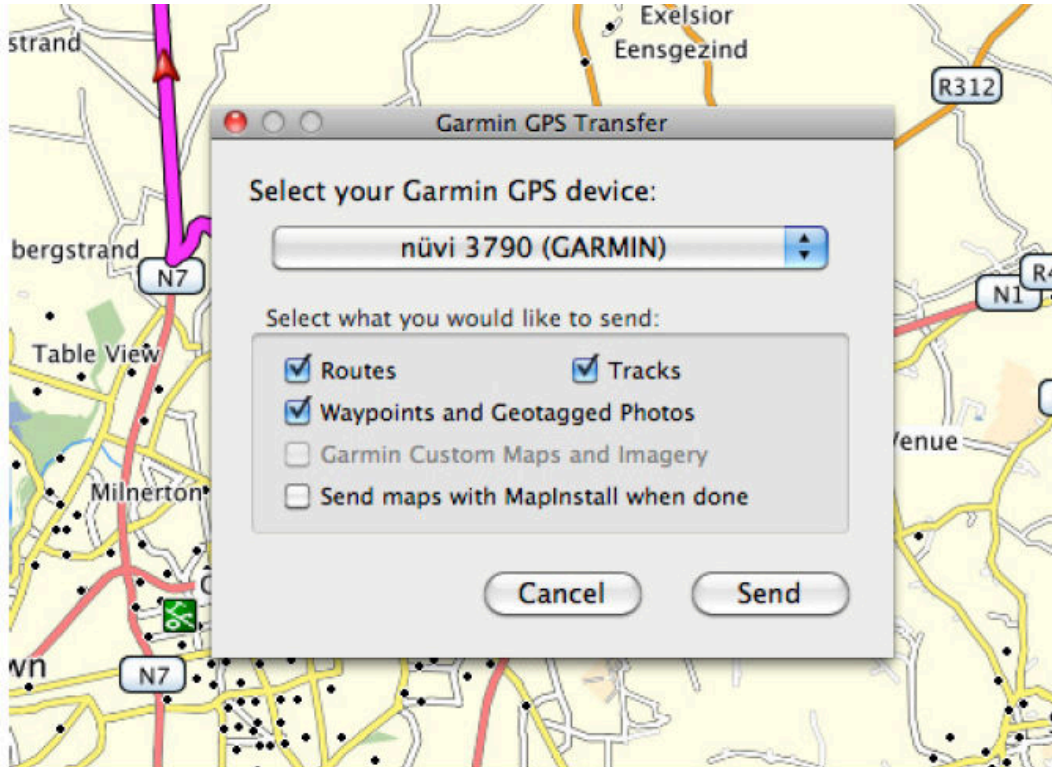 Exelsior
strand
Eensgezind
R312
Garmin GPS Transfer
Select your Garmin GPS device:
nüvi 3790 (GARMIN)
bergstrand
N7
R4
N1
Select what you would like to send:
Table View
Routes
Tracks
Waypoints and Geotagged Photos
Garmin Custom Maps and Imagery
Venue
Milnerton
Send maps with MapInstall when done
Cancel
Send
wn
N7